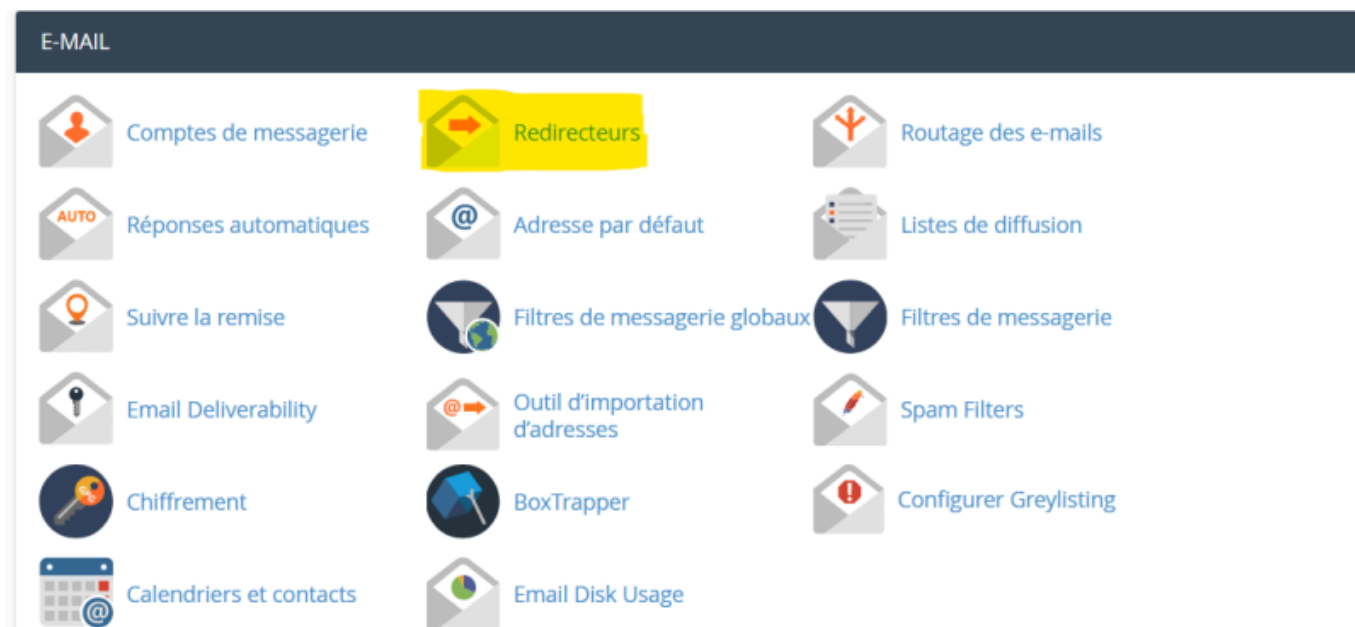 E-MAIL
Comptes de messagerie
Redirecteurs
Routage des e-mails
AUTO
Réponses automatiques
@
Adresse par défaut
Listes de diffusion
Suivre la remise
Filtres de messagerie globaux
Filtres de messagerie
Email Deliverability
@
Outil d’importation
d’adresses
Spam Filters
Chiffrement
BoxTrapper
Configurer Greylisting
@
Calendriers et contacts
Email Disk Usage